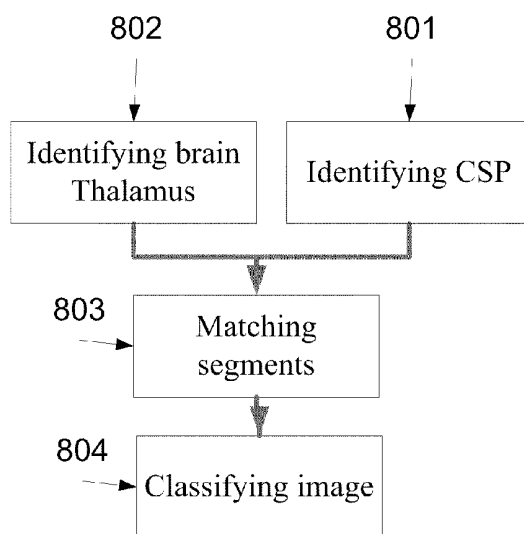 802
801
Identifying brain
Thalamus
Identifying CSP
803
Matching
segments
804
Classifying image